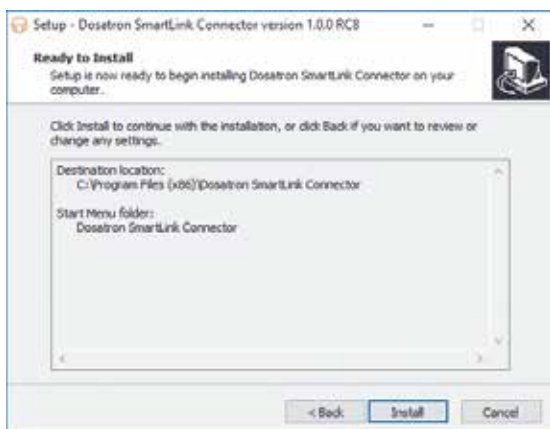 Setup - Dosatron SmartLink Connector version 1.0.0 RC8
Ready to Install
Setup is now ready to begin installing Dosatron SmartLink Connector on your
computer.
Click Install to continue with the installation, or click Back if you want to review or
change any settings.
Destination location:
C:\Program Files (x86)\Dosatron SmartLink Connector
Start Menu folder:
Dosatron SmartLink Connector
< Back
Install
Cancel